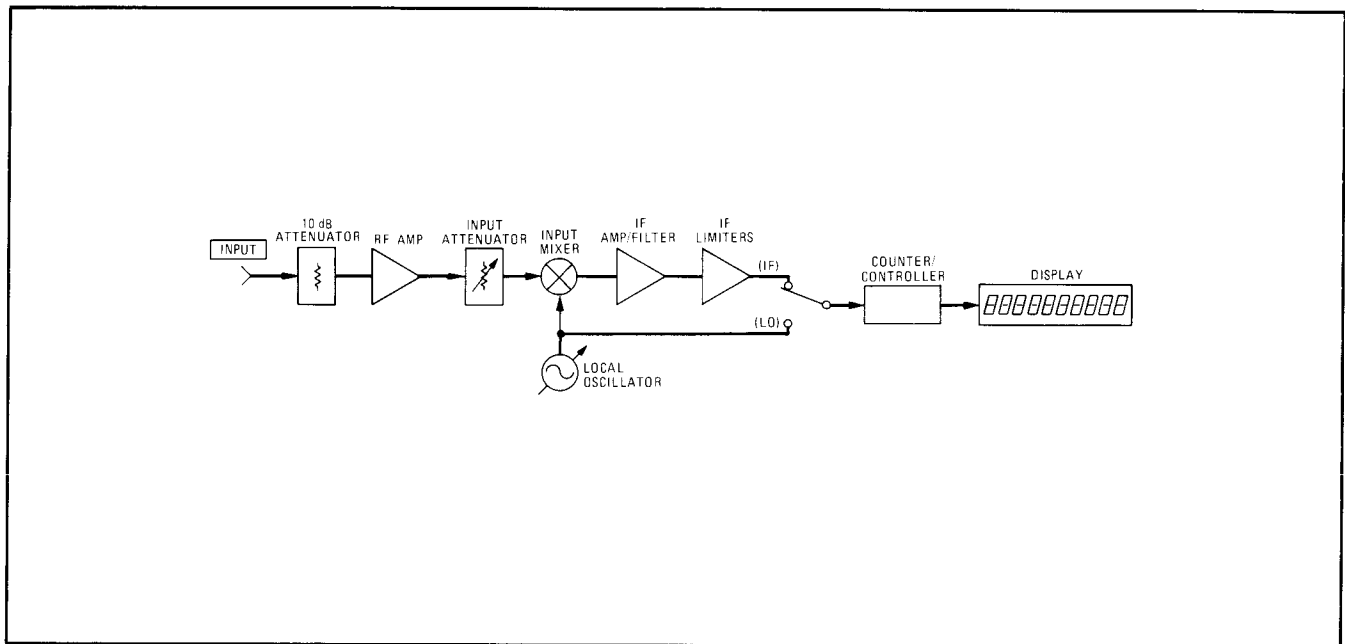 INPUT
10 dB
ATTENUATOR
RF AMP
INPUT
ATTENUATOR
INPUT
MIXER
IF
AMP/FILTER
IF
LIMITERS
(IF)
(LO)
LOCAL
OSCILLATOR
COUNTER/
CONTROLLER
DISPLAY
0000000000